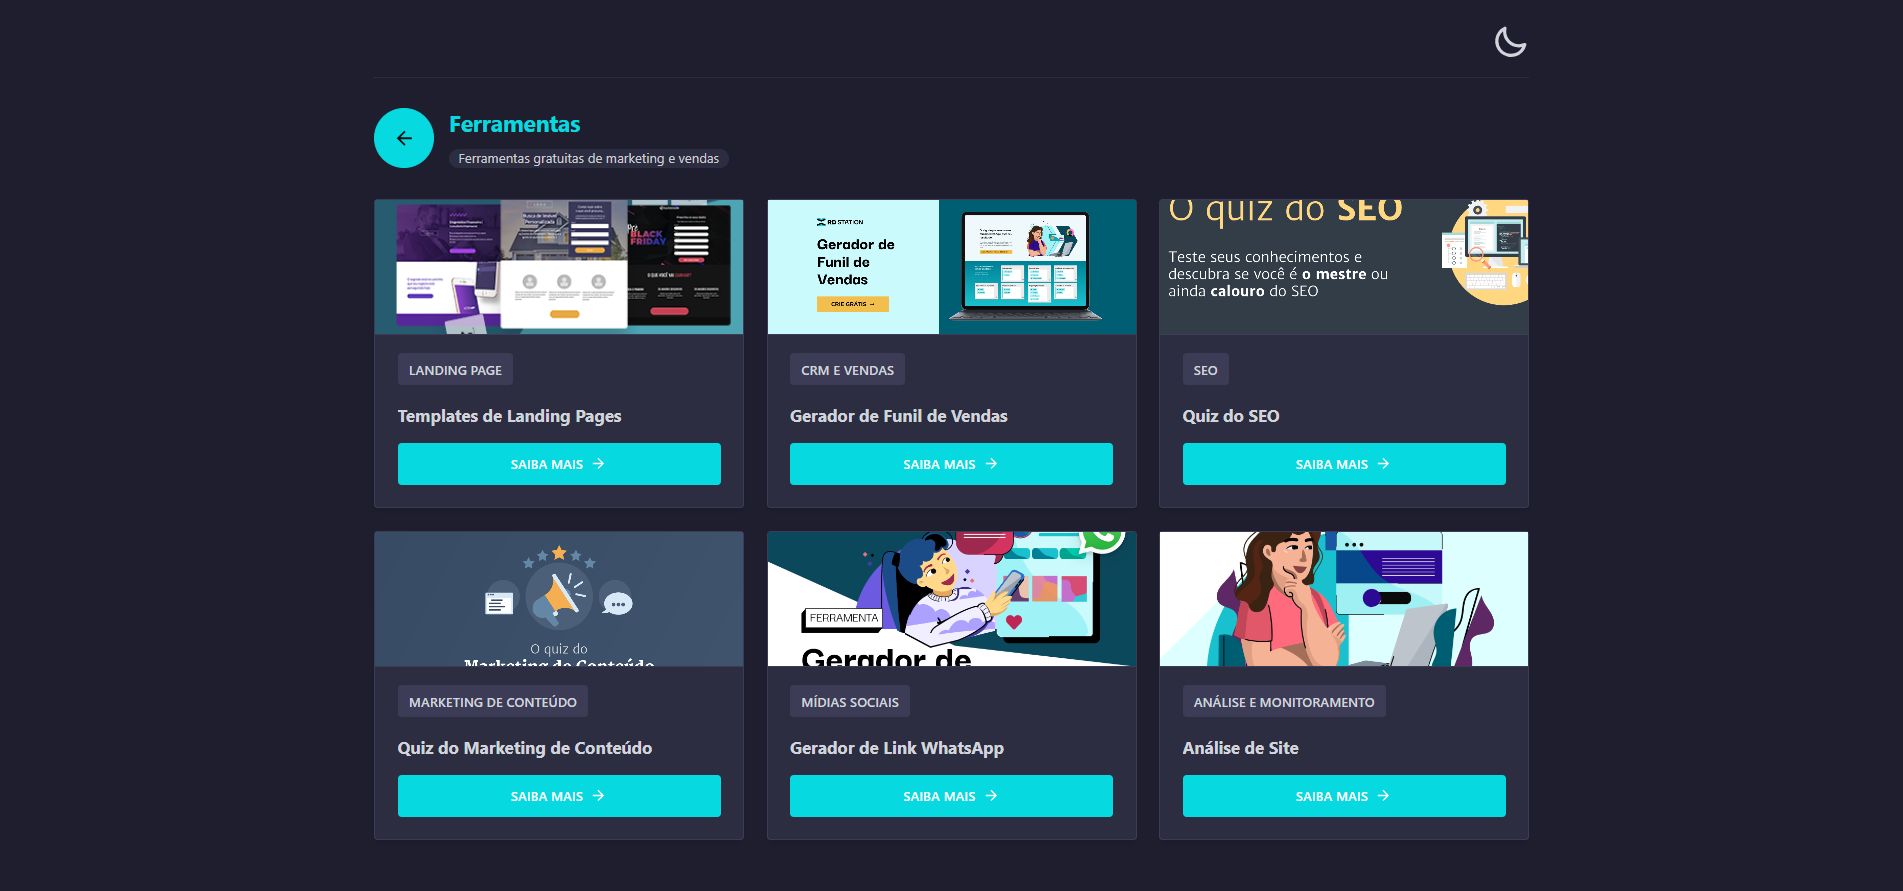 Ferramentas
Ferramentas gratuitas de marketing e vendas
BLACK
FRIDAY
RD STATION
Gerador de
Funil de
Vendas
CRIE GRÁTIS →
O quiz do SEO
Teste seus conhecimentos e
descubra se você é o mestre ou
ainda calouro do SEO
LANDING PAGE
Templates de Landing Pages
SAIBA MAIS →
CRM E VENDAS
Gerador de Funil de Vendas
SAIBA MAIS →
SEO
Quiz do SEO
SAIBA MAIS →
O quiz do
Marketing de Conteúdo
FERRAMENTA
Gerador de
MARKETING DE CONTEÚDO
Quiz do Marketing de Conteúdo
SAIBA MAIS →
MÍDIAS SOCIAIS
Gerador de Link WhatsApp
SAIBA MAIS →
ANÁLISE E MONITORAMENTO
Análise de Site
SAIBA MAIS →